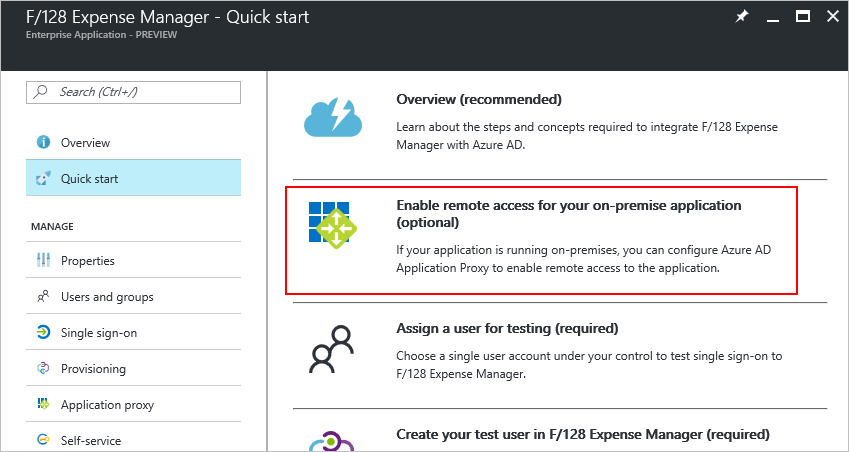 F/128 Expense Manager - Quick start
Enterprise Application - PREVIEW
Search (Ctrl+/)
Overview
Quick start
MANAGE
Properties
Users and groups
Single sign-on
Provisioning
Application proxy
Self-service
Overview (recommended)
Learn about the steps and concepts required to integrate F/128 Expense
Manager with Azure AD.
Enable remote access for your on-premise application
(optional)
If your application is running on-premises, you can configure Azure AD
Application Proxy to enable remote access to the application.
Assign a user for testing (required)
Choose a single user account under your control to test single sign-on to
F/128 Expense Manager.
Create your test user in F/128 Expense Manager (required)